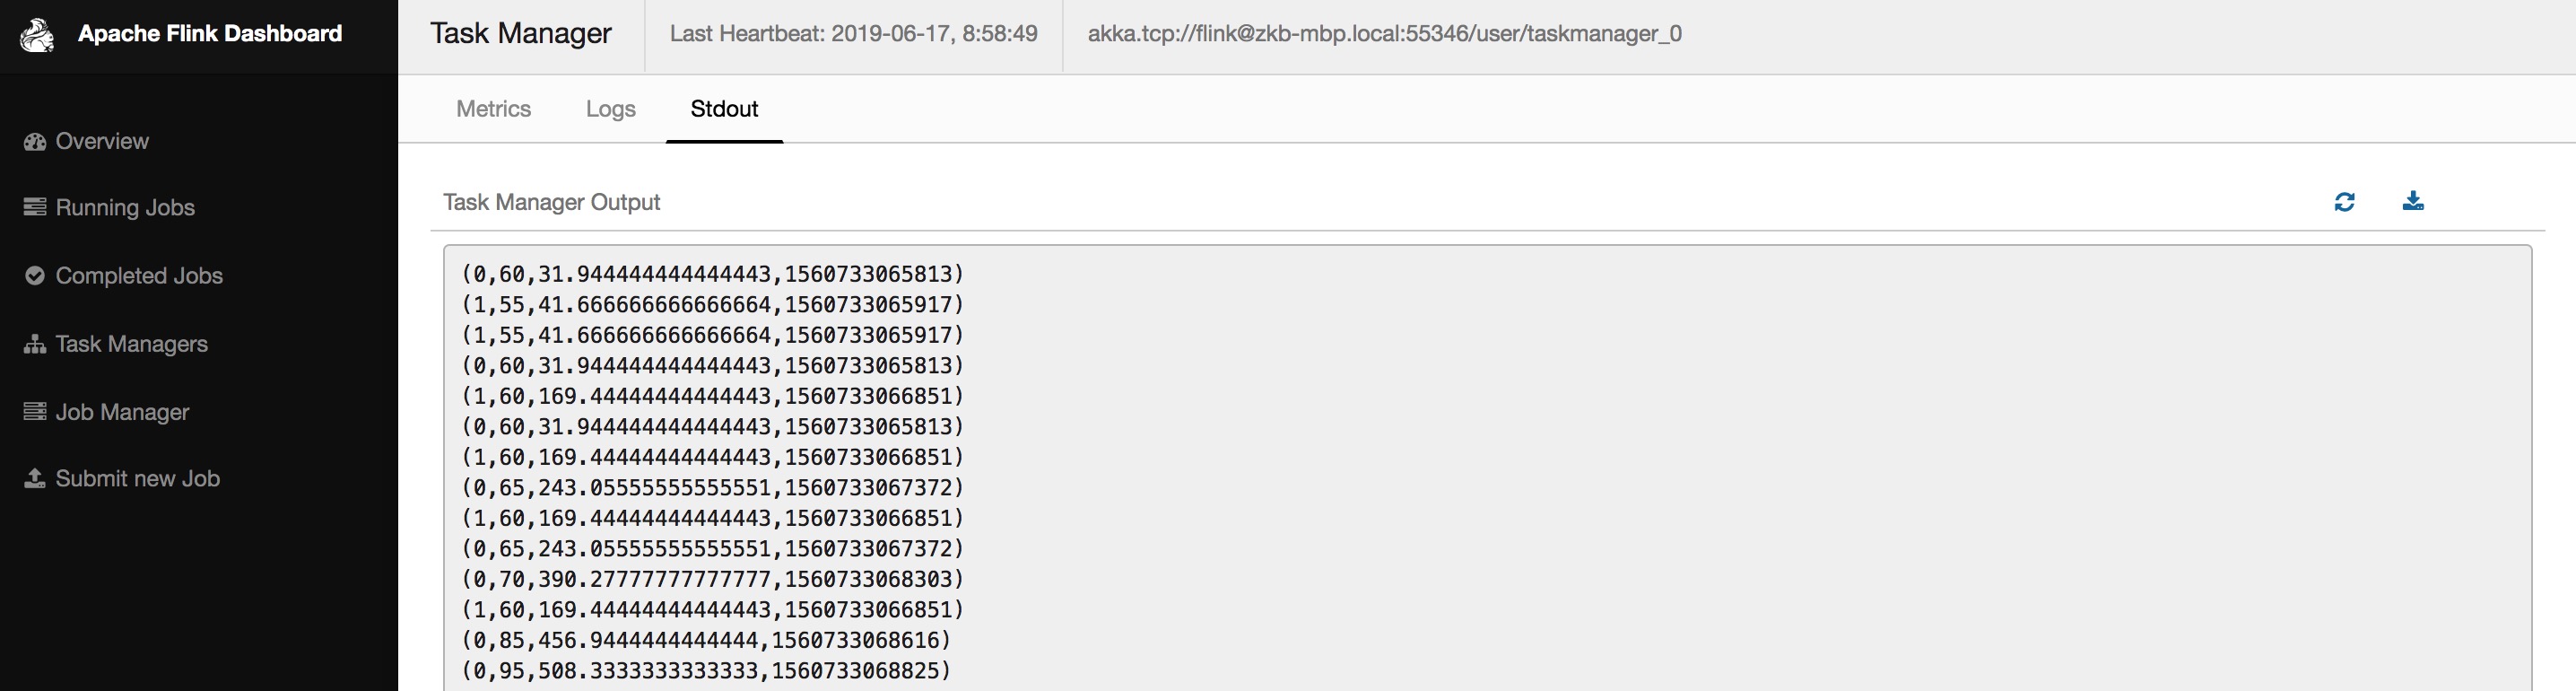 Apache Flink Dashboard
Task Manager
Last Heartbeat: 2019-06-17, 8:58:49
akka.tcp://flink@zkb-mbp.local:55346/user/taskmanager_0
Overview
Running Jobs
Completed Jobs
Task Managers
Job Manager
Submit new Job
Metrics
Logs
Stdout
Task Manager Output
(0,60,31.944444444444443,1560733065813)
(1,55,41.666666666666664,1560733065917)
(1,55,41.666666666666664,1560733065917)
(0,60,31.944444444444443,1560733065813)
(1,60,169.44444444444443,1560733066851)
(0,60,31.944444444444443,1560733065813)
(1,60,169.44444444444443,1560733066851)
(0,65,243.05555555555551,1560733067372)
(1,60,169.44444444444443,1560733066851)
(0,65,243.05555555555551,1560733067372)
(0,70,390.27777777777777,1560733068303)
(1,60,169.44444444444443,1560733066851)
(0,85,456.9444444444444,1560733068616)
(0,95,508.3333333333333,1560733068825)